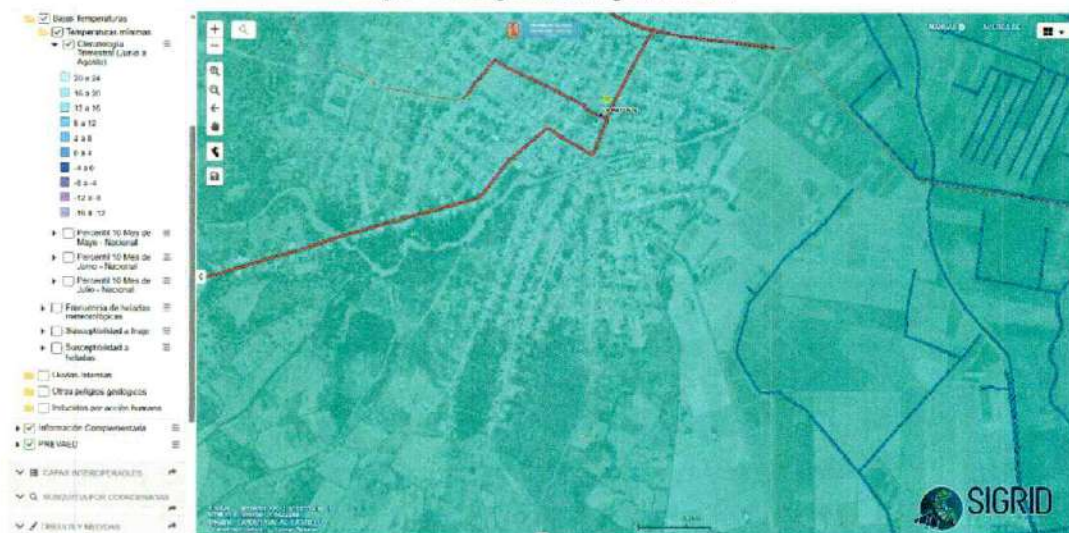 Bajas Temperaturas
Temperaturas mínimas
Climatología
Trimestral (Junio a
Agosto)
20 a 24
16 a 20
12 a 16
8 a 12
4 a 8
0 a 4
-4 a 0
-8 a -4
-12 a -8
-16 a -12
Percentil 10 Mes de
Mayo - Nacional
Percentil 10 Mes de
Junio - Nacional
Percentil 10 Mes de
Julio - Nacional
Frecuencia de heladas
meteorológicas
Susceptibilidad a friaje
Susceptibilidad a
heladas
Lluvias intensas
Otros peligros geológicos
Inducidos por acción humana
Información Complementaria
PREVAED
CAPAS INTEROPERABLES
BÚSQUEDA POR COORDENADAS
SIGRID